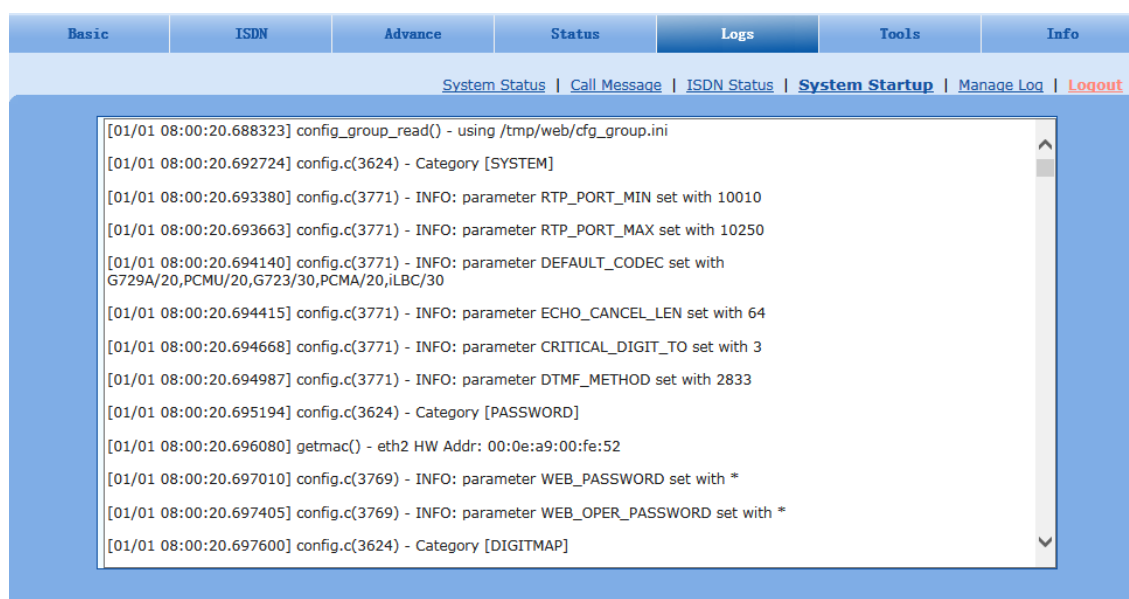 Basic ISDN Advance Status Logs Tools Info
System Status | Call Message | ISDN Status | System Startup | Manage Log | Logout
[01/01 08:00:20.688323] config_group_read() - using /tmp/web/cfg_group.ini
[01/01 08:00:20.692724] config.c(3624) - Category [SYSTEM]
[01/01 08:00:20.693380] config.c(3771) - INFO: parameter RTP_PORT_MIN set with 10010
[01/01 08:00:20.693663] config.c(3771) - INFO: parameter RTP_PORT_MAX set with 10250
[01/01 08:00:20.694140] config.c(3771) - INFO: parameter DEFAULT_CODEC set with
G729A/20,PCMU/20,G723/30,PCMA/20,iLBC/30
[01/01 08:00:20.694415] config.c(3771) - INFO: parameter ECHO_CANCEL_LEN set with 64
[01/01 08:00:20.694668] config.c(3771) - INFO: parameter CRITICAL_DIGIT_TO set with 3
[01/01 08:00:20.694987] config.c(3771) - INFO: parameter DTMF_METHOD set with 2833
[01/01 08:00:20.695194] config.c(3624) - Category [PASSWORD]
[01/01 08:00:20.696080] getmac() - eth2 HW Addr: 00:0e:a9:00:fe:52
[01/01 08:00:20.697010] config.c(3769) - INFO: parameter WEB_PASSWORD set with *
[01/01 08:00:20.697405] config.c(3769) - INFO: parameter WEB_OPER_PASSWORD set with *
[01/01 08:00:20.697600] config.c(3624) - Category [DIGITMAP]